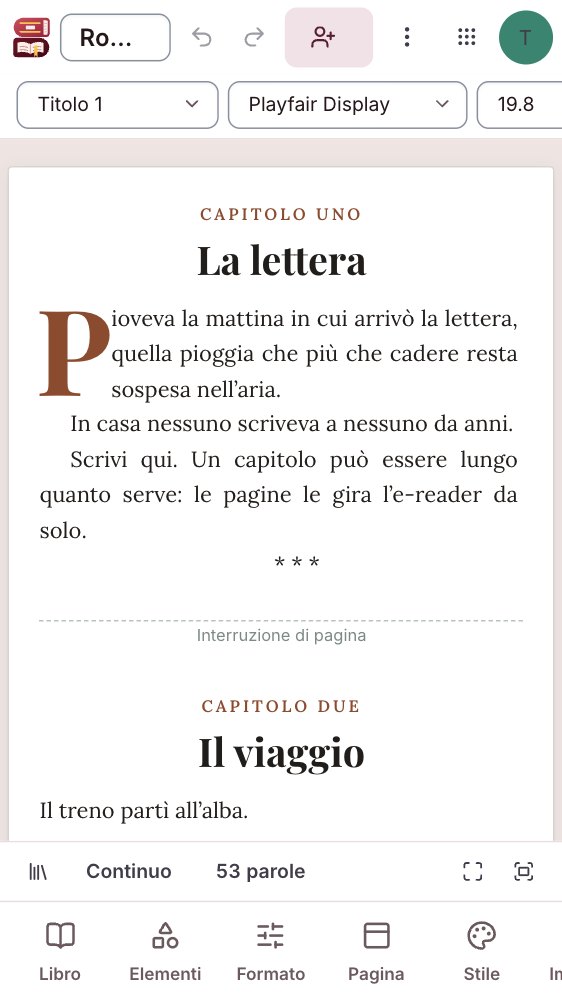 Ro...
T
Titolo 1
Playfair Display
19.8
CAPITOLO UNO
La lettera
Pioveva la mattina in cui arrivò la lettera,
quella pioggia che più che cadere resta
sospesa nell’aria.
In casa nessuno scriveva a nessuno da anni.
Scrivi qui. Un capitolo può essere lungo
quanto serve: le pagine le gira l’e-reader da
solo.
* * *
Interruzione di pagina
CAPITOLO DUE
Il viaggio
Il treno partì all’alba.
Continuo
53 parole
Libro
Elementi
Formato
Pagina
Stile